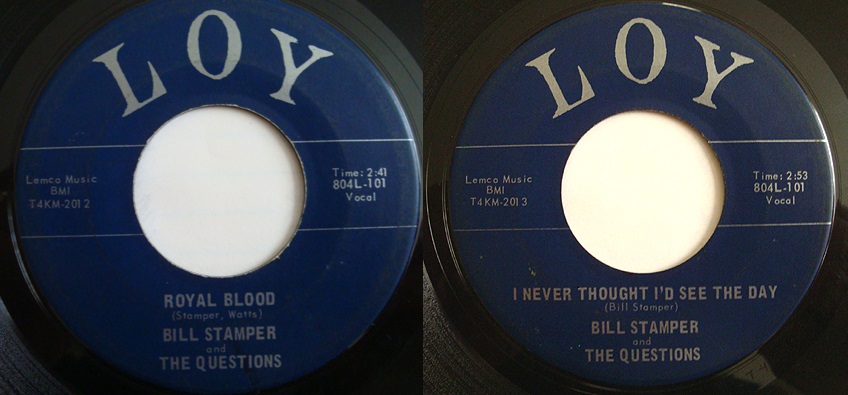 LOY
Lemco Music
BMI
T4KM-2012
Time: 2:41
804L-101
Vocal
ROYAL BLOOD
(Stamper, Watts)
BILL STAMPER
and
THE QUESTIONS
LOY
Lemco Music
BMI
T4KM-2013
Time: 2:53
804L-101
Vocal
I NEVER THOUGHT I'D SEE THE DAY
(Bill Stamper)
BILL STAMPER
and
THE QUESTIONS